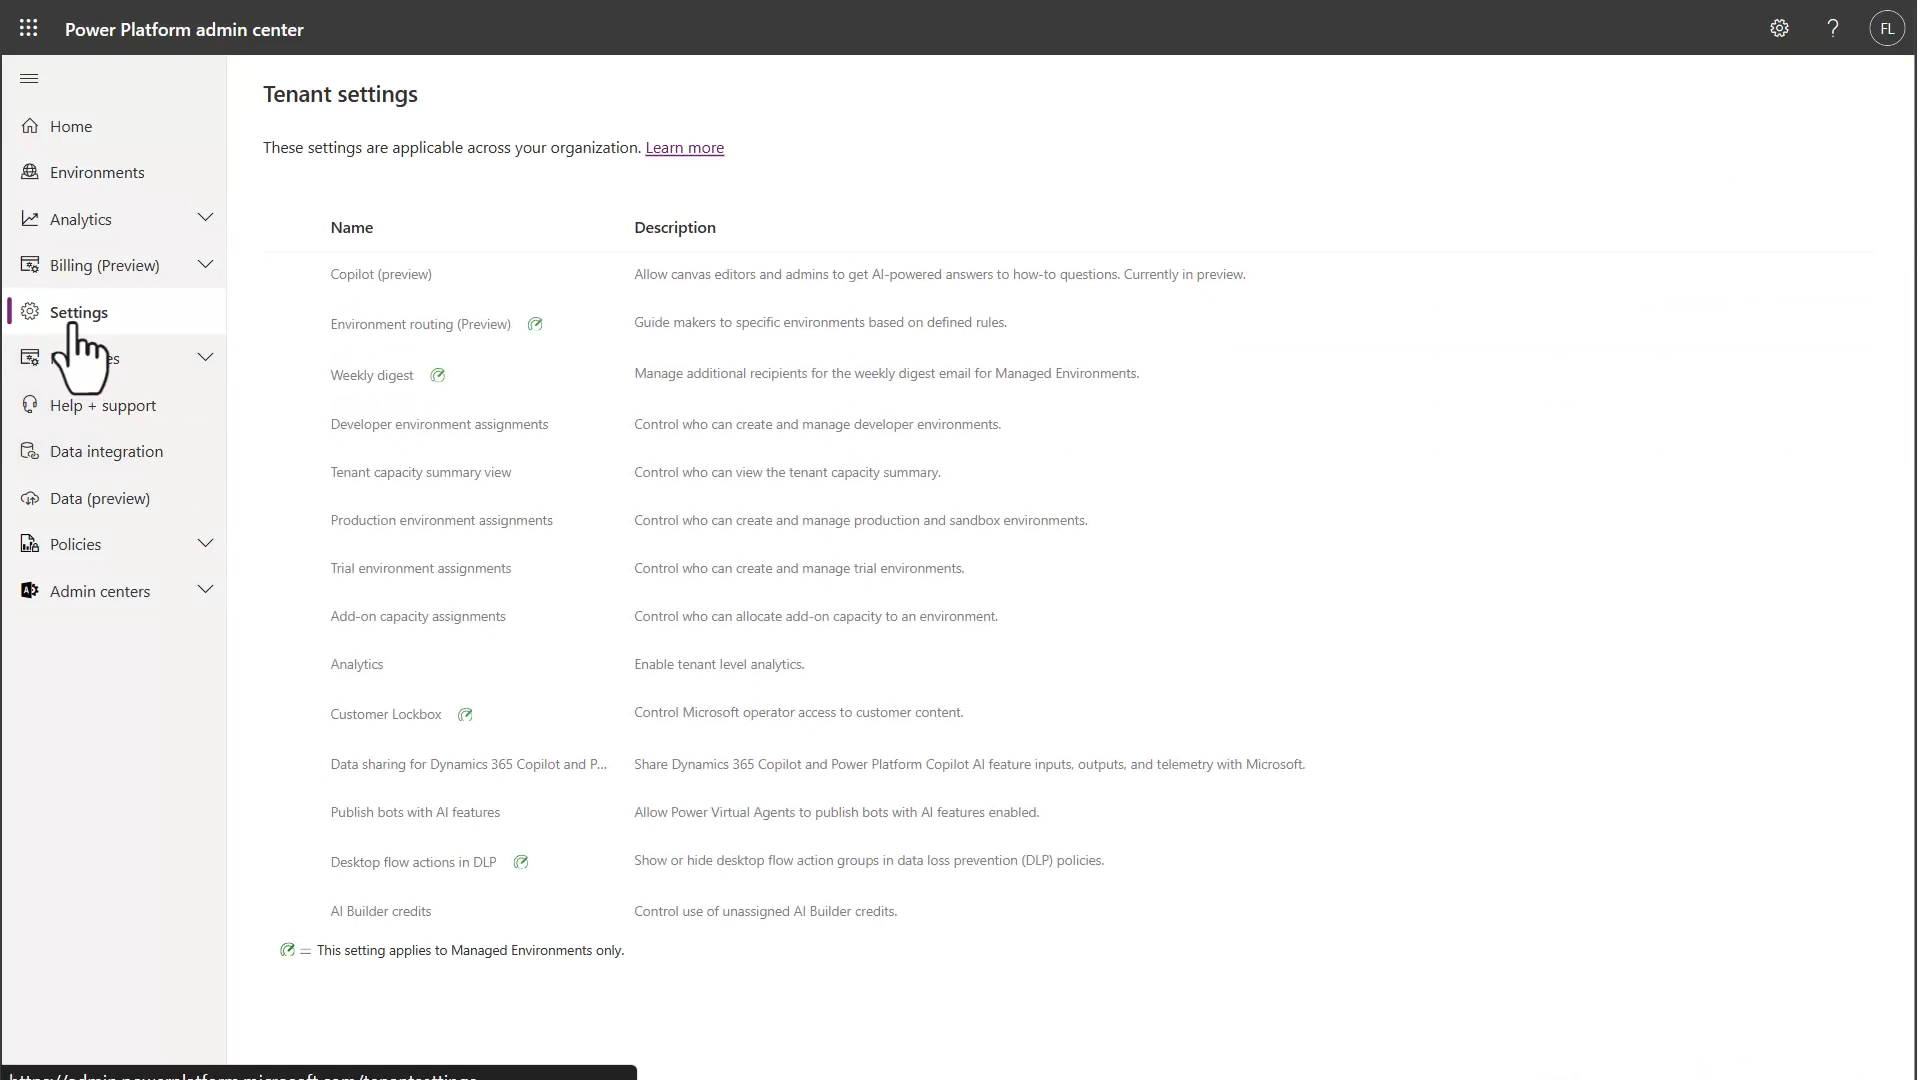 Power Platform admin center
?
FL
Home
Environments
Analytics
Billing (Preview)
Settings
Help + support
Data integration
Data (preview)
Policies
Admin centers
Tenant settings
These settings are applicable across your organization. Learn more
Name Description
Copilot (preview) Allow canvas editors and admins to get AI-powered answers to how-to questions. Currently in preview.
Environment routing (Preview) Guide makers to specific environments based on defined rules.
Weekly digest Manage additional recipients for the weekly digest email for Managed Environments.
Developer environment assignments Control who can create and manage developer environments.
Tenant capacity summary view Control who can view the tenant capacity summary.
Production environment assignments Control who can create and manage production and sandbox environments.
Trial environment assignments Control who can create and manage trial environments.
Add-on capacity assignments Control who can allocate add-on capacity to an environment.
Analytics Enable tenant level analytics.
Customer Lockbox Control Microsoft operator access to customer content.
Data sharing for Dynamics 365 Copilot and P... Share Dynamics 365 Copilot and Power Platform Copilot AI feature inputs, outputs, and telemetry with Microsoft.
Publish bots with AI features Allow Power Virtual Agents to publish bots with AI features enabled.
Desktop flow actions in DLP Show or hide desktop flow action groups in data loss prevention (DLP) policies.
AI Builder credits Control use of unassigned AI Builder credits.
= This setting applies to Managed Environments only.
https://admin.powerplatform.microsoft.com/tenantsettings